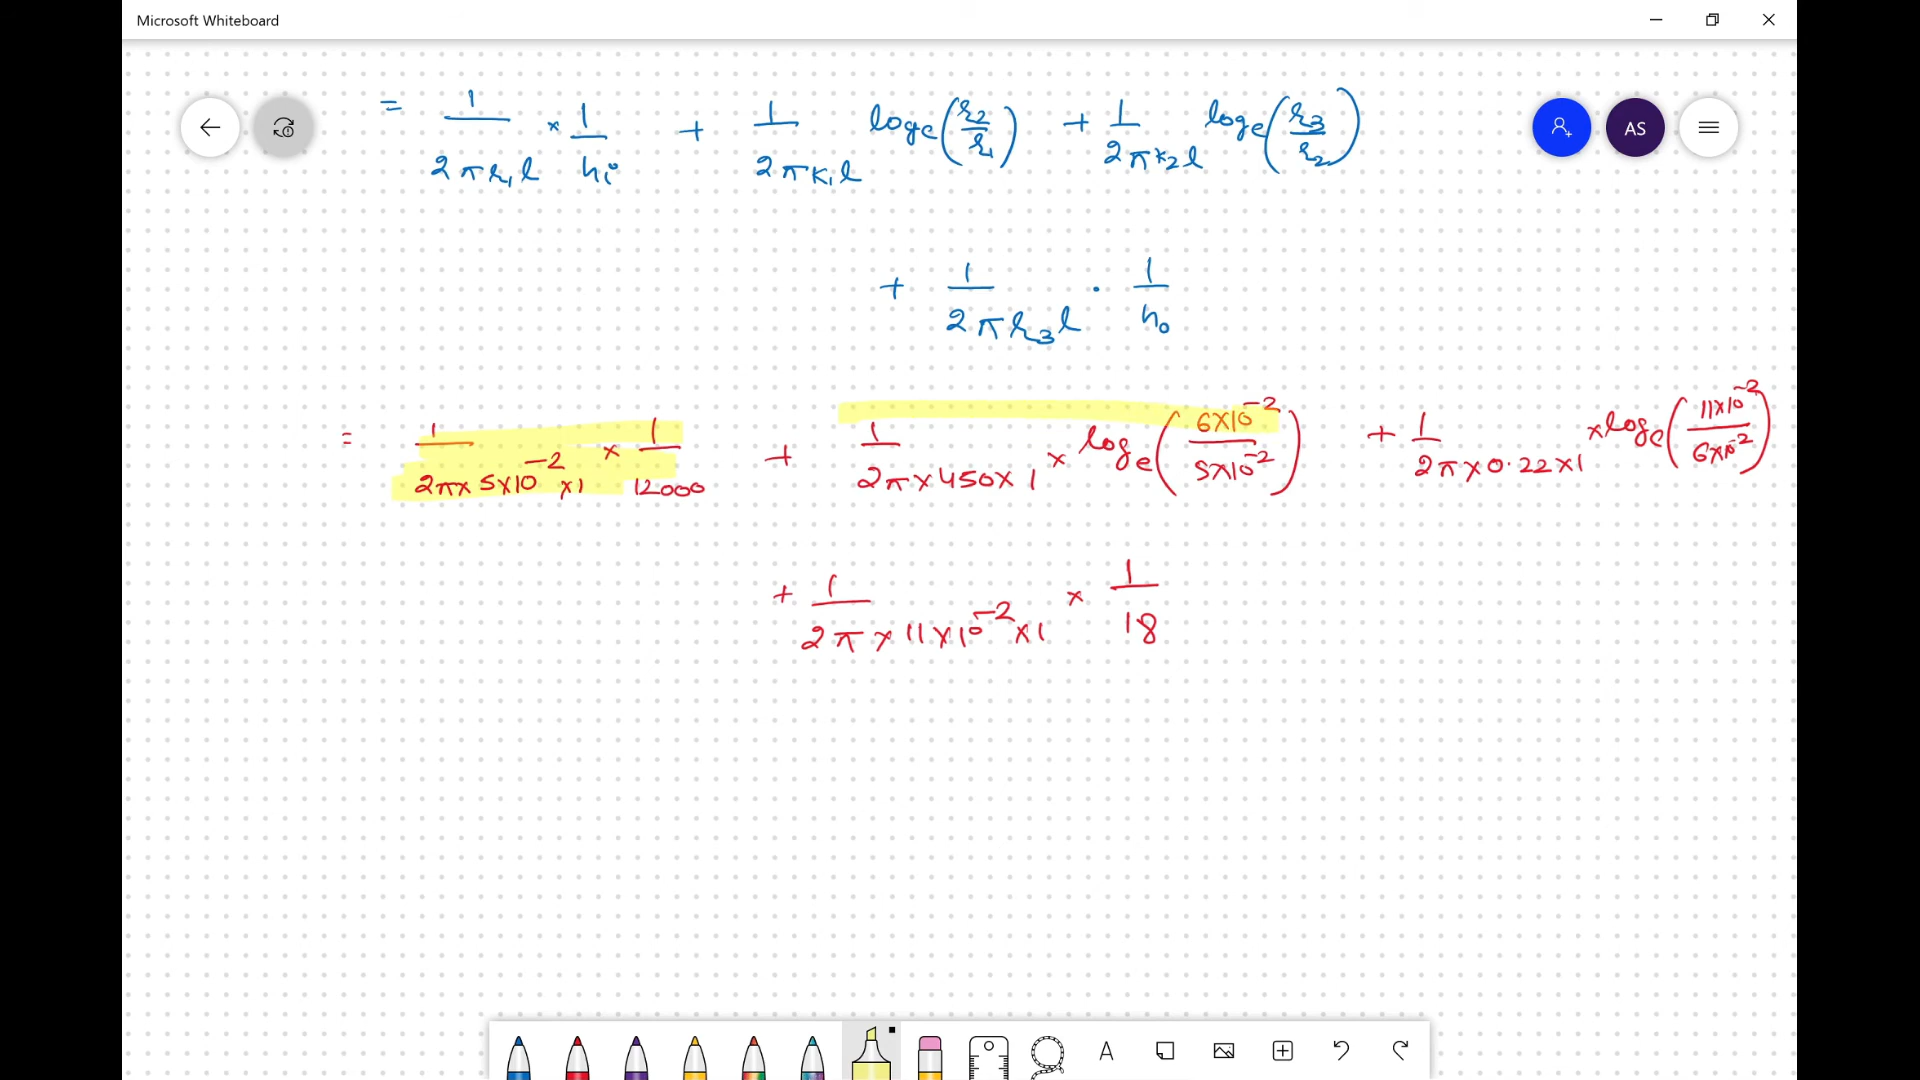 Microsoft Whiteboard
= 1/(2πr₁l) × 1/hᵢ + 1/(2πK₁l) logₑ(r₂/r₁) + 1/(2πK₂l) logₑ(r₃/r₂)
AS
+ 1/(2πr₃l) · 1/h₀
= 1/(2π×5×10⁻²×1) × 1/12000 + 1/(2π×450×1) × logₑ(6×10⁻²/5×10⁻²) + 1/(2π×0.22×1) × logₑ(11×10⁻²/6×10⁻²)
+ 1/(2π×11×10⁻²×1) × 1/18
A